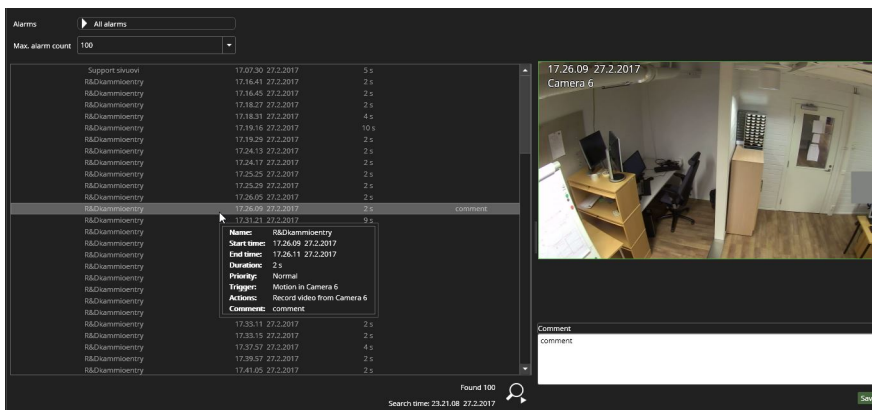 Alarms All alarms
Max. alarm count 100
Support sivuovi 17.07.30 27.2.2017 5 s
R&Dkammioentry 17.16.41 27.2.2017 2 s
R&Dkammioentry 17.16.45 27.2.2017 2 s
R&Dkammioentry 17.18.27 27.2.2017 2 s
R&Dkammioentry 17.18.31 27.2.2017 4 s
R&Dkammioentry 17.19.16 27.2.2017 10 s
R&Dkammioentry 17.19.29 27.2.2017 2 s
R&Dkammioentry 17.24.13 27.2.2017 2 s
R&Dkammioentry 17.24.17 27.2.2017 2 s
R&Dkammioentry 17.25.25 27.2.2017 2 s
R&Dkammioentry 17.25.29 27.2.2017 2 s
R&Dkammioentry 17.26.05 27.2.2017 2 s
R&Dkammioentry 17.26.09 27.2.2017 2 s comment
R&Dkammioentry 17.31.21 27.2.2017 9 s
R&Dkammioentry
R&Dkammioentry
R&Dkammioentry
R&Dkammioentry
R&Dkammioentry
R&Dkammioentry
R&Dkammioentry
R&Dkammioentry
Name: R&Dkammioentry
Start time: 17.26.09 27.2.2017
End time: 17.26.11 27.2.2017
Duration: 2 s
Priority: Normal
Trigger: Motion in Camera 6
Actions: Record video from Camera 6
Comment: comment
R&Dkammioentry 17.33.11 27.2.2017 2 s
R&Dkammioentry 17.33.15 27.2.2017 2 s
R&Dkammioentry 17.37.57 27.2.2017 4 s
R&Dkammioentry 17.39.57 27.2.2017 2 s
R&Dkammioentry 17.41.05 27.2.2017 2 s
Found 100
Search time: 23.21.08 27.2.2017
17.26.09 27.2.2017
Camera 6
Comment
comment
Sav